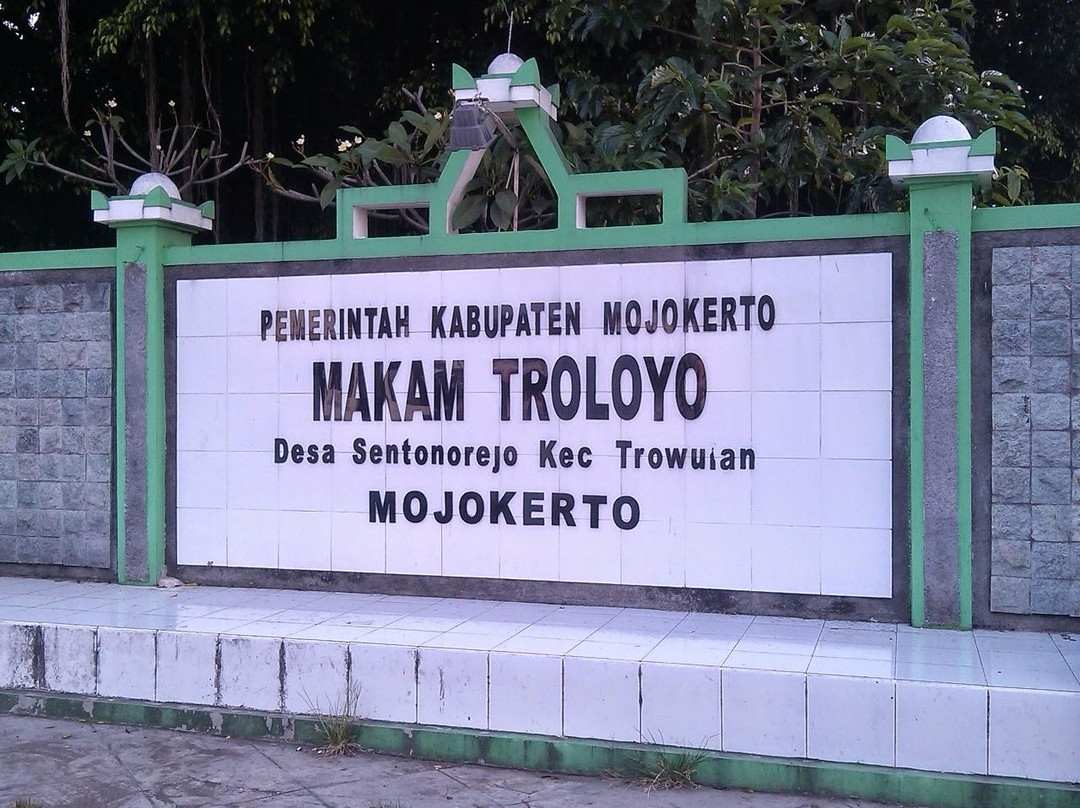 PEMERINTAH KABUPATEN MOJOKERTO
MAKAM TROLOYO
Desa Sentonorejo Kec Trowulan
MOJOKERTO